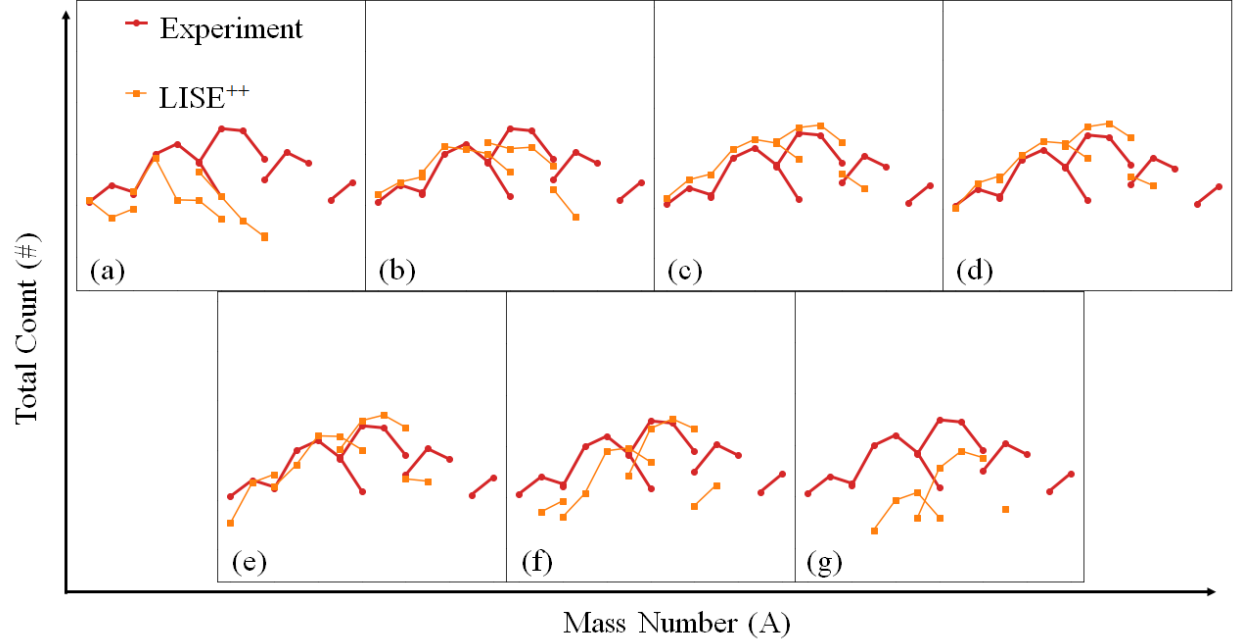 Experiment
LISE++
(a)
(b)
(c)
(d)
Total Count (#)
(e)
(f)
(g)
Mass Number (A)